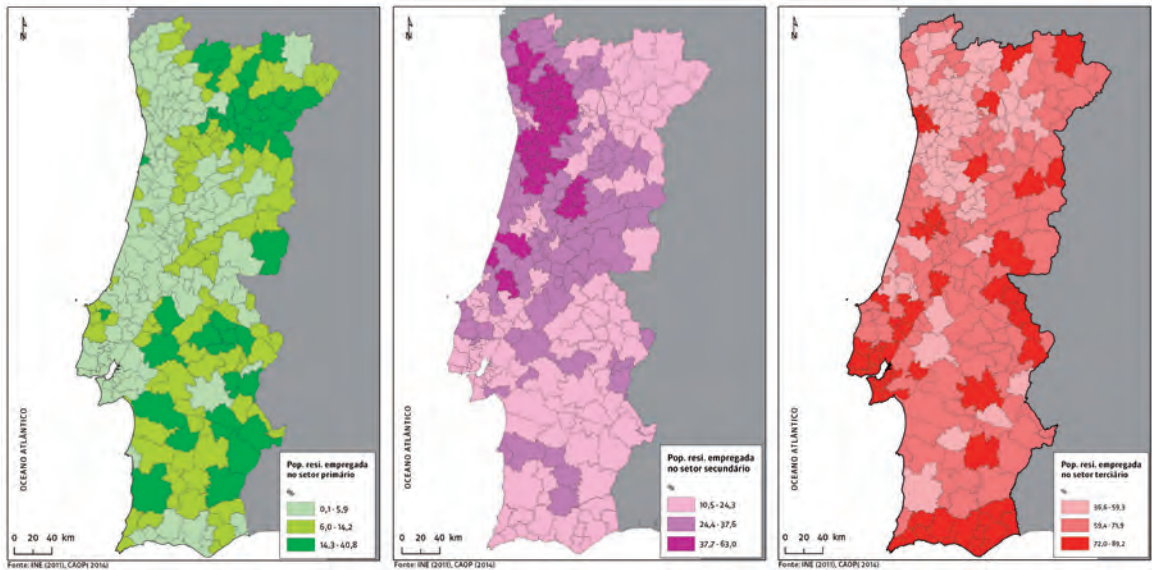 N
OCEANO ATLÂNTICO
Pop. resi. empregada
no setor primário
%
0,1 - 5,9
6,0 - 14,2
14,3 - 40,8
0 20 40 km
Fonte: INE (2011), CAOP( 2014)
N
OCEANO ATLÂNTICO
Pop. resi. empregada
no setor secundário
%
10,5 - 24,3
24,4 - 37,6
37,7 - 63,0
0 20 40 km
Fonte: INE (2011), CAOP( 2014)
N
OCEANO ATLÂNTICO
Pop. resi. empregada
no setor terciário
%
59,4 - 71,9
72,0 - 89,2
0 20 40 km
Fonte: INE (2011), CAOP( 2014)